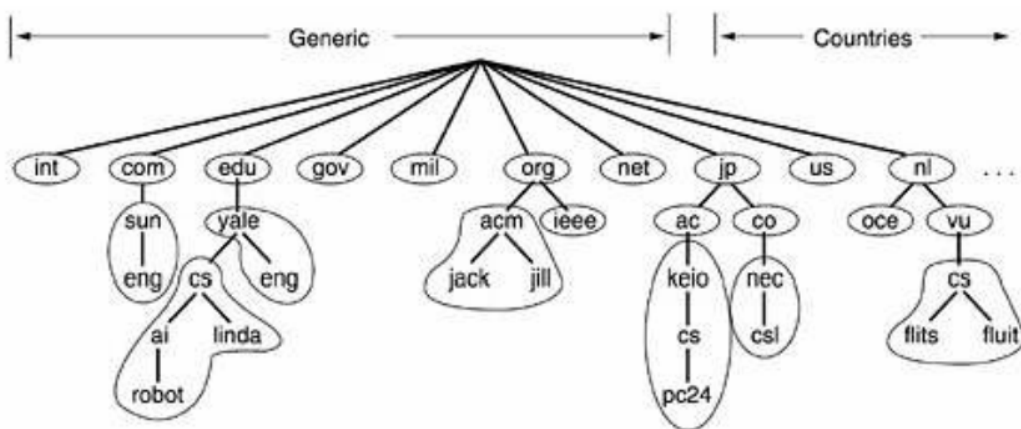 Generic Countries
int com edu gov mil org net jp us nl ...
sun yale acm ieee ac co oce vu
eng cs eng jack jill keio nec cs
ai linda cs csl flits fluit
robot pc24